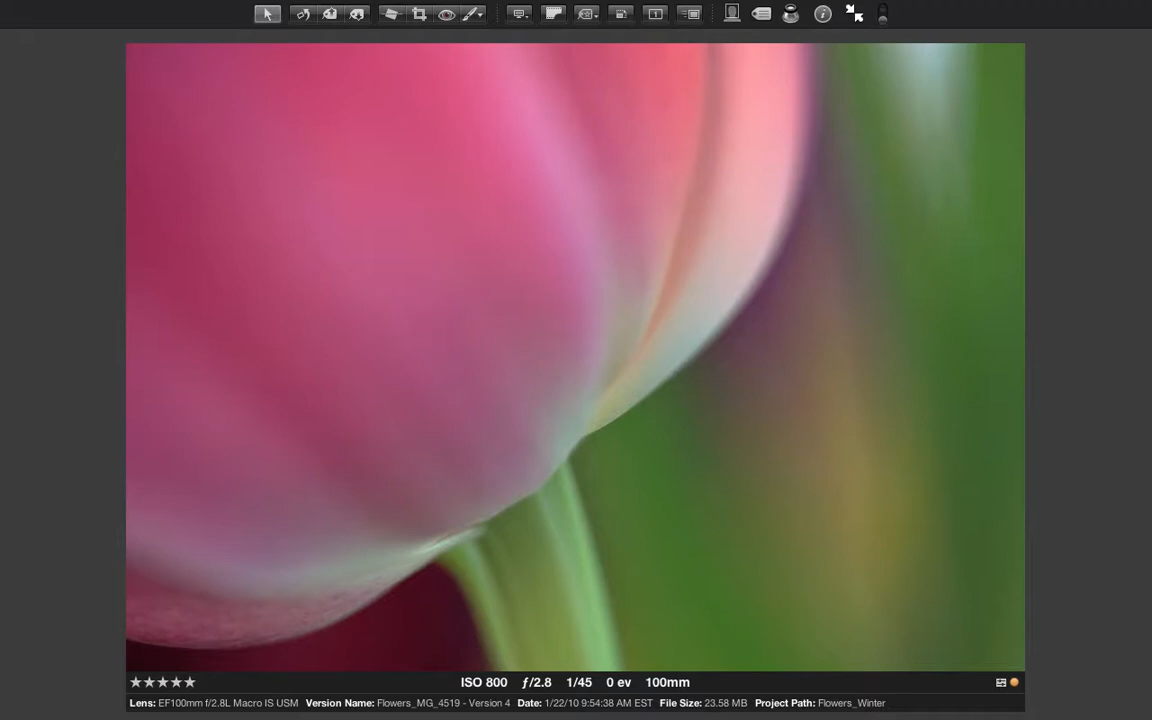 ISO 800 ƒ/2.8 1/45 0 ev 100mm
Lens: EF100mm f/2.8L Macro IS USM Version Name: Flowers_MG_4519 - Version 4 Date: 1/22/10 9:54:38 AM EST File Size: 23.58 MB Project Path: Flowers_Winter